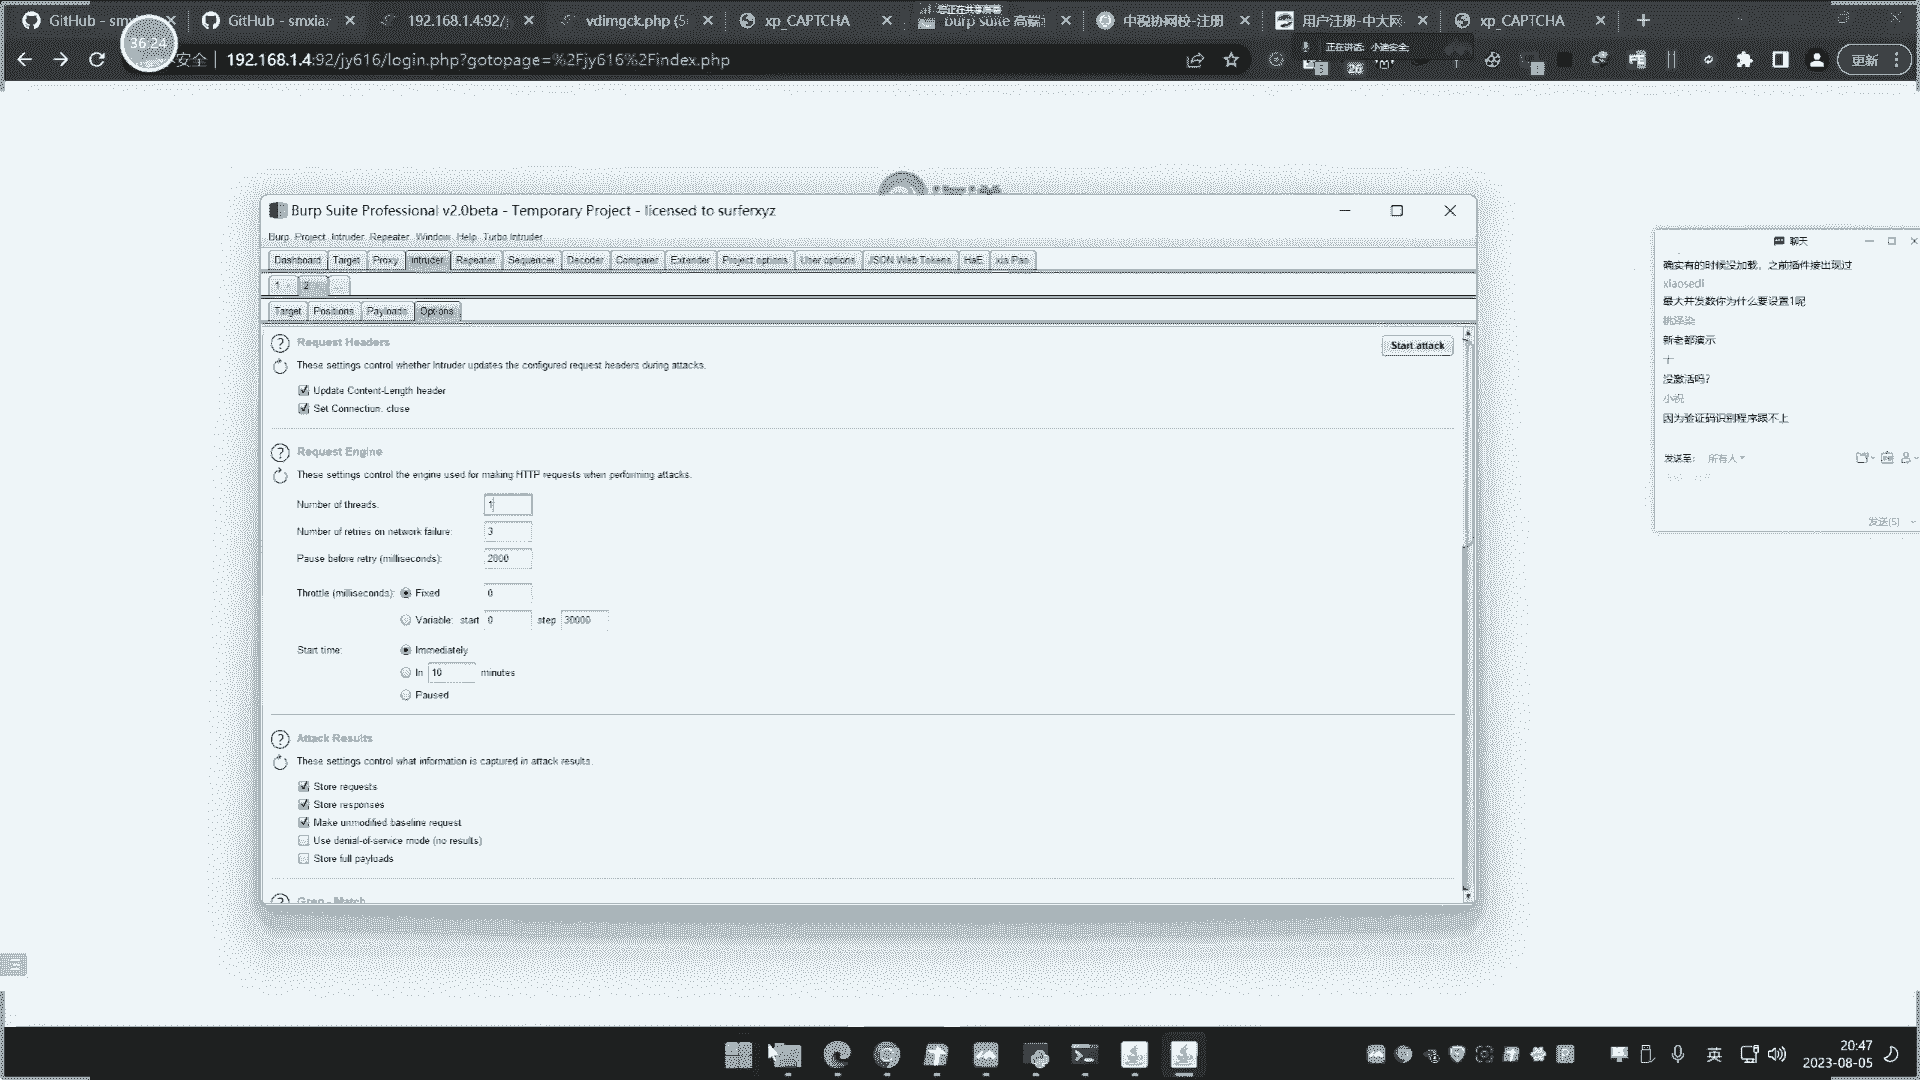 GitHub - smx
GitHub - smxia
192.168.1.4:92/j
vdimgck.php (5
xp_CAPTCHA
burp suite 高端
中税协网校-注册
用户注册-中大网
xp_CAPTCHA
36:24
安全
192.168.1.4:92/jy616/login.php?gotopage=%2Fjy616%2Findex.php
正在讲话: 小迪安全;
更新
Burp Suite Professional v2.0beta - Temporary Project - licensed to surferxyz
Burp Project Intruder Repeater Window Help Turbo Intruder
Dashboard Target Proxy Intruder Repeater Sequencer Decoder Comparer Extender Project options User options JSON Web Tokens HaE xia Pao
1 2 ...
Target Positions Payloads Options
Request Headers
Start attack
These settings control whether Intruder updates the configured request headers during attacks.
Update Content-Length header
Set Connection: close
Request Engine
These settings control the engine used for making HTTP requests when performing attacks.
Number of threads: 1
Number of retries on network failure: 3
Pause before retry (milliseconds): 2000
Throttle (milliseconds): Fixed 0
Variable: start 0 step 30000
Start time: Immediately
In 10 minutes
Paused
Attack Results
These settings control what information is captured in attack results.
Store requests
Store responses
Make unmodified baseline request
Use denial-of-service mode (no results)
Store full payloads
Grep - Match
聊天
确实有的时候没加载，之前插件接出现过
xiaosedi
最大并发数你为什么要设置1呢
新老都演示
十
没激活吗？
小祝
因为验证码识别程序跟不上
发送至: 所有人
发送(S)
英
20:47
2023-08-05